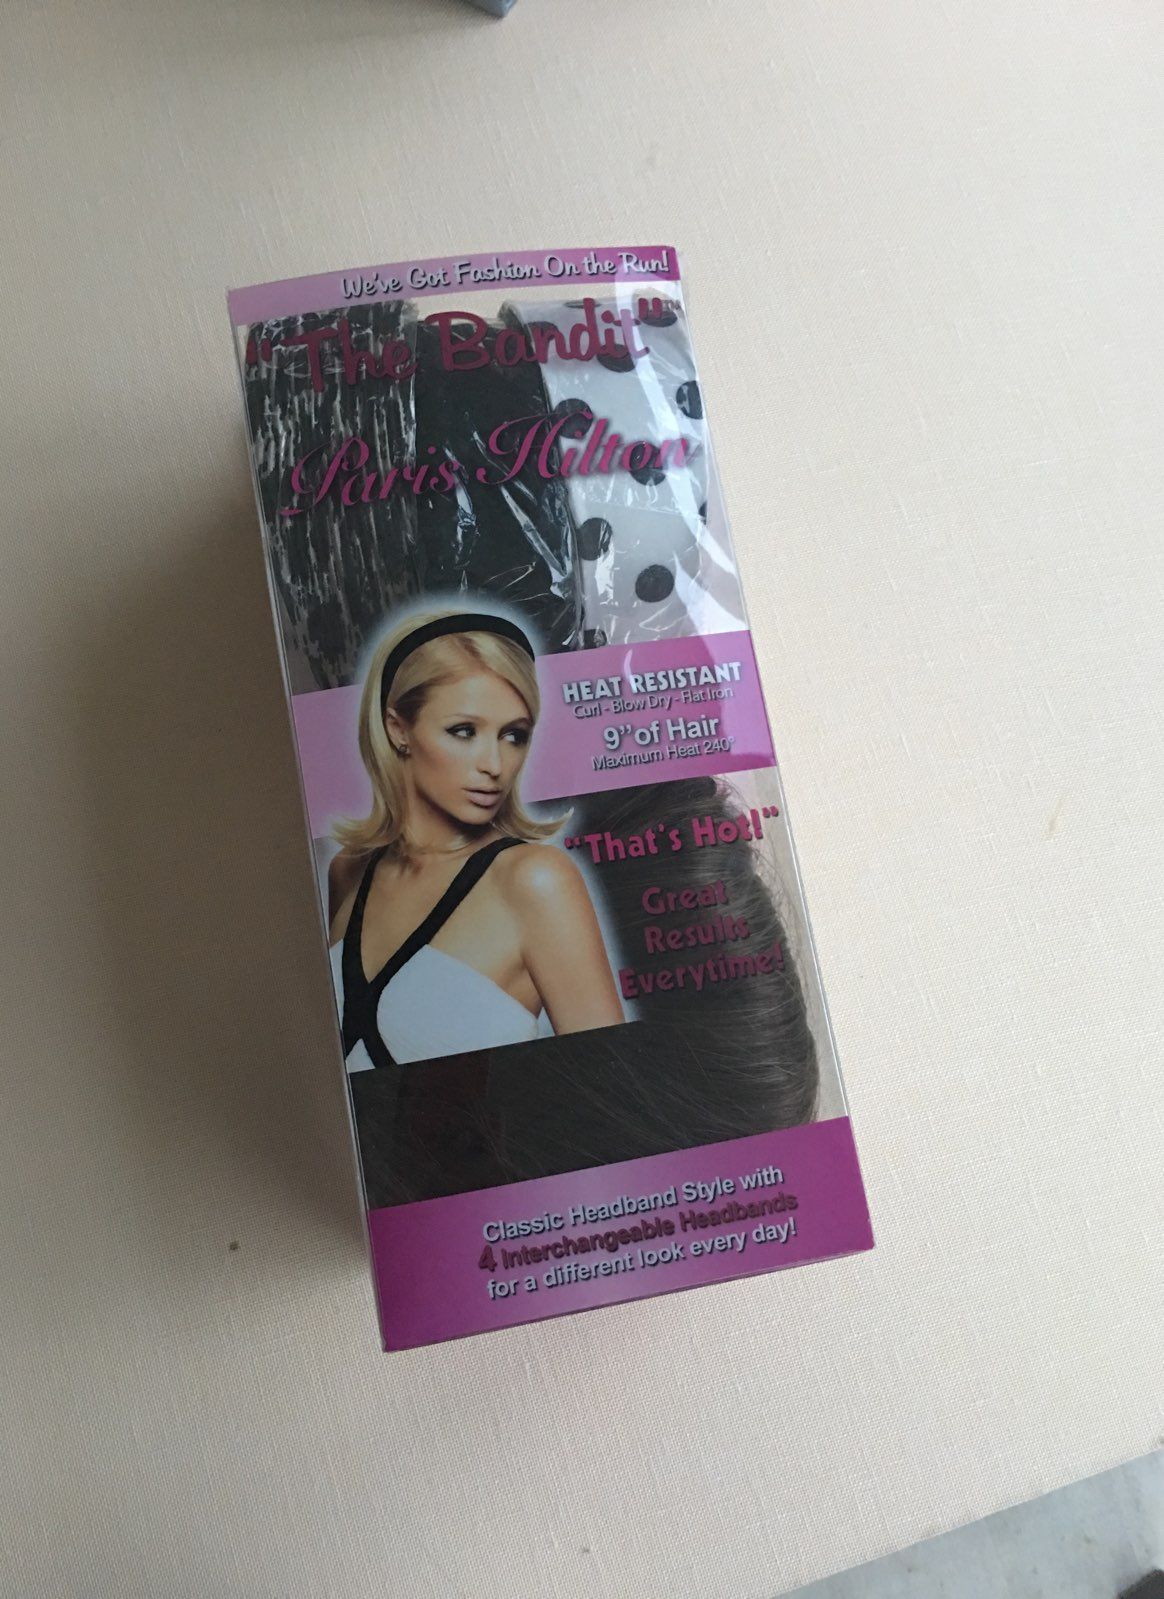 We've Got Fashion On the Run!
"The Bandit"™
Paris Hilton
HEAT RESISTANT
Curl - Blow Dry - Flat Iron
9" of Hair
Maximum Heat 240°
"That's Hot!"
Great
Results
Everytime!
Classic Headband Style with
4 Interchangeable Headbands
for a different look every day!